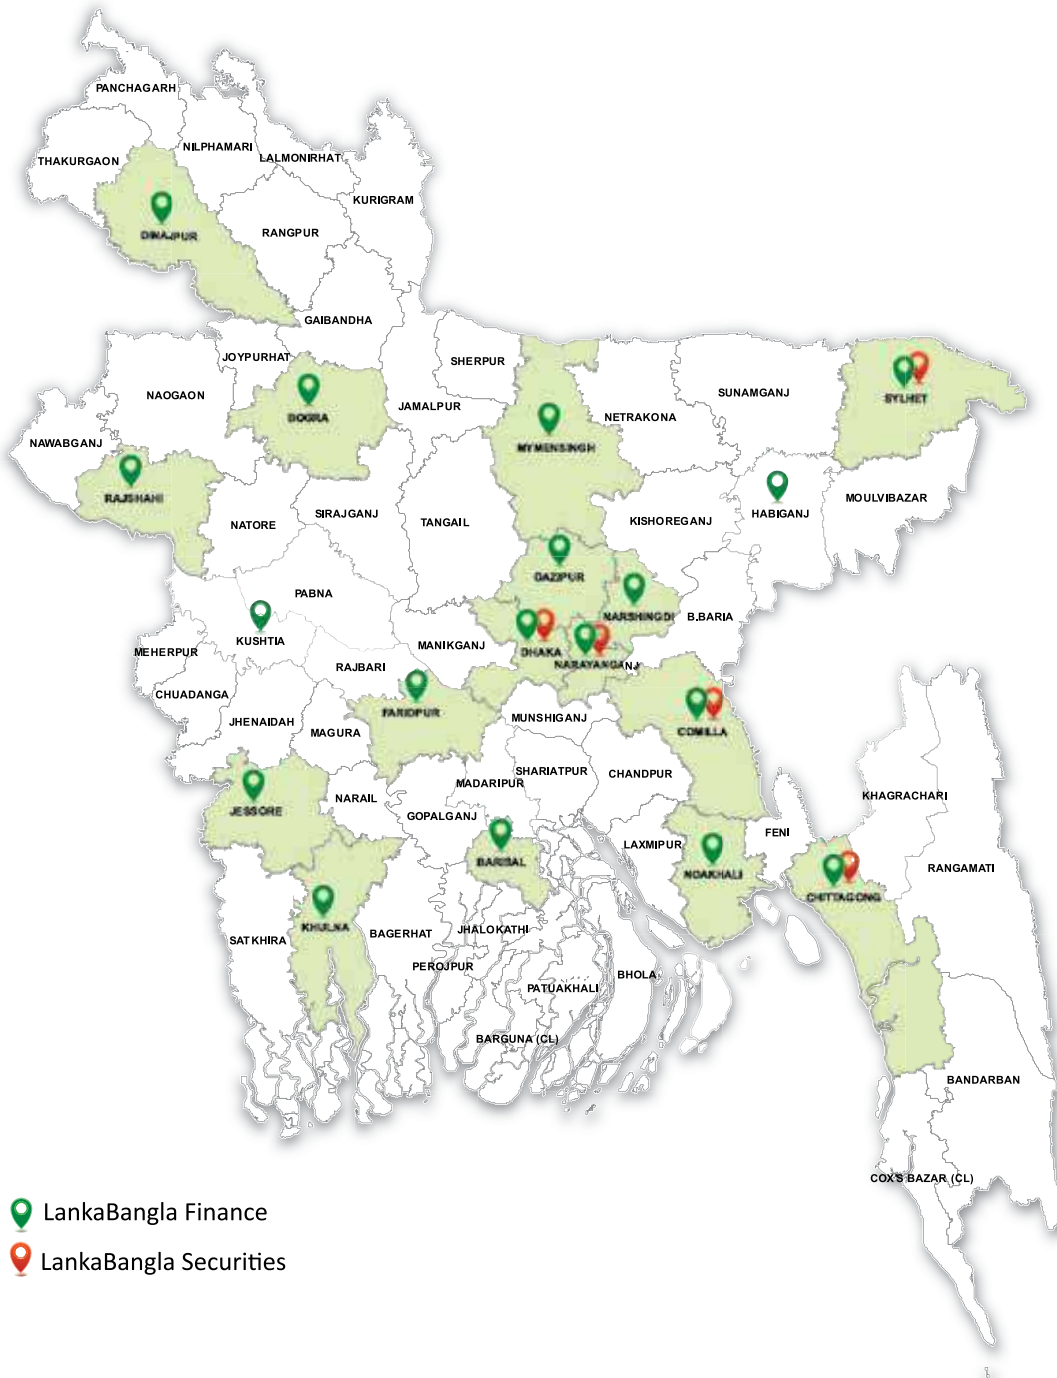 PANCHAGARH
THAKURGAON
NILPHAMARI
LALMONIRHAT
KURIGRAM
DINAJPUR
RANGPUR
GAIBANDHA
JOYPURHAT
SHERPUR
NAOGAON
BOGRA
JAMALPUR
MYMENSINGH
NETRAKONA
SUNAMGANJ
SYLHET
NAWABGANJ
RAJSHAHI
NATORE
SIRAJGANJ
TANGAIL
KISHOREGANJ
HABIGANJ
MOULVIBAZAR
GAZIPUR
PABNA
NARSHINGDI
B.BARIA
KUSHTIA
MEHERPUR
MANIKGANJ
DHAKA
NARAYANGANJ
RAJBARI
CHUADANGA
JHENAIDAH
MAGURA
FARIDPUR
MUNSHIGANJ
COMILLA
SHARIATPUR
CHANDPUR
MADARIPUR
JESSORE
NARAIL
GOPALGANJ
KHAGRACHARI
FENI
LAXMIPUR
BARISAL
NOAKHALI
RANGAMATI
CHITTAGONG
KHULNA
SATKHIRA
BAGERHAT
JHALOKATHI
PEROJPUR
PATUAKHALI
BHOLA
BARGUNA (CL)
BANDARBAN
COX'S BAZAR (CL)
LankaBangla Finance
LankaBangla Securities